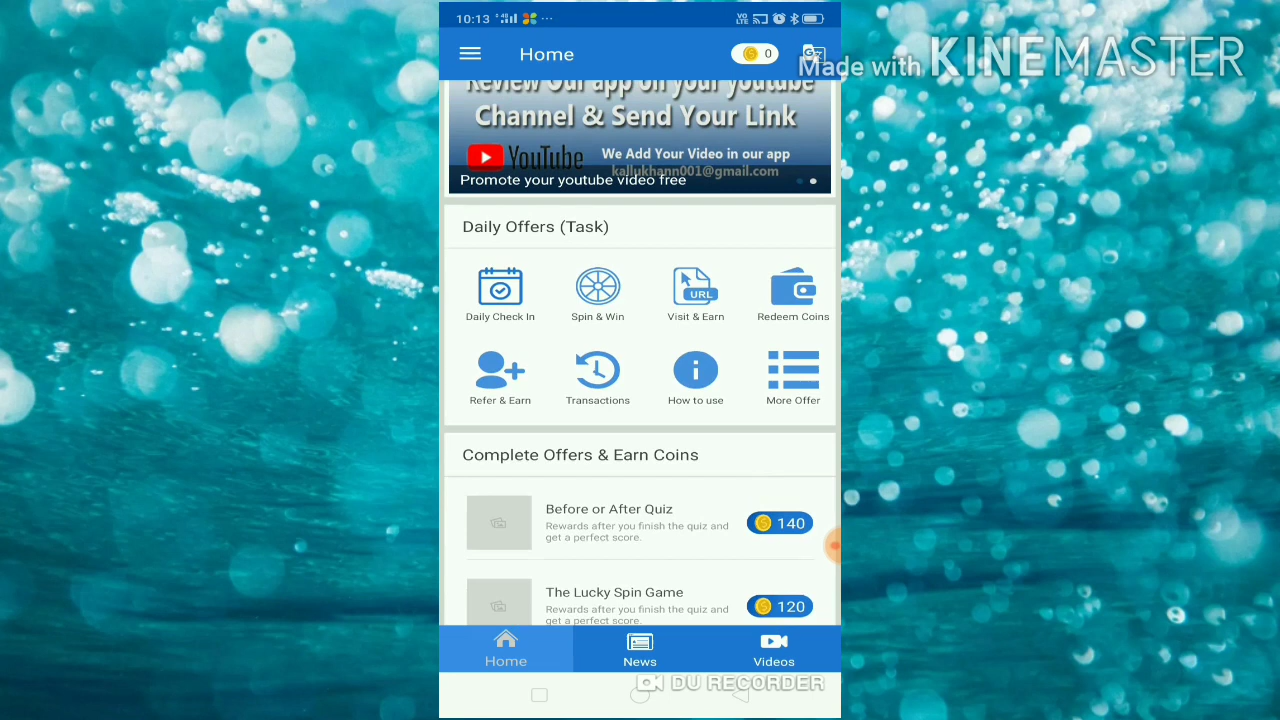 10:13
4G
VO
LTE
Home
0
Made with KINEMASTER
Review Our app on your youtube
Channel & Send Your Link
YouTube
We Add Your Video in our app
kallukhann001@gmail.com
Promote your youtube video free
Daily Offers (Task)
URL
Daily Check In
Spin & Win
Visit & Earn
Redeem Coins
Refer & Earn
Transactions
How to use
More Offer
Complete Offers & Earn Coins
Before or After Quiz
Rewards after you finish the quiz and
get a perfect score.
140
The Lucky Spin Game
Rewards after you finish the quiz and
get a perfect score.
120
Home
News
Videos
DU RECORDER